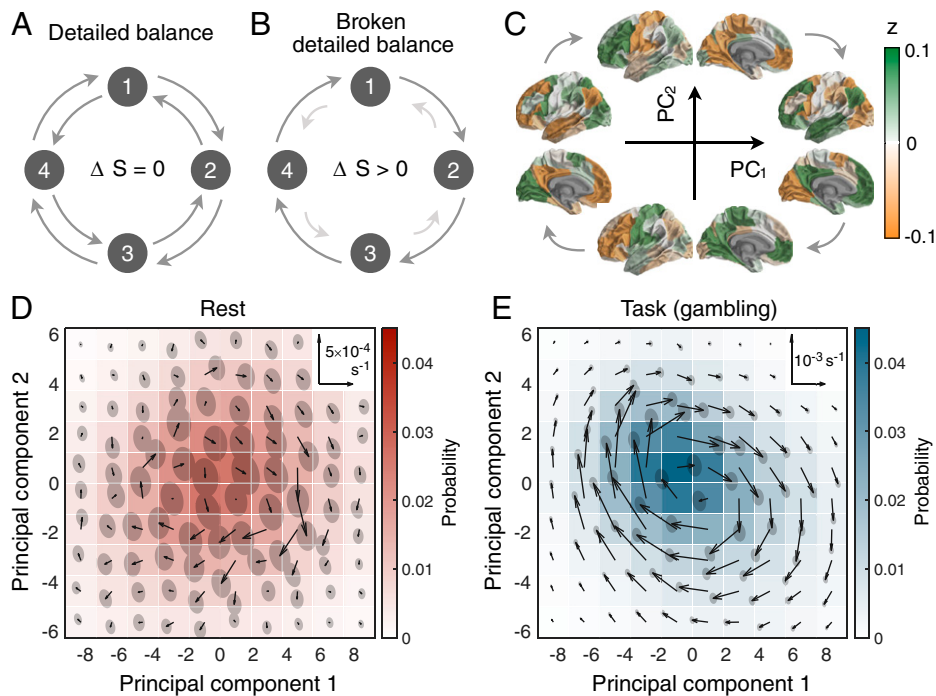 A
Detailed balance
1
4
Δ S = 0
2
3
B
Broken
detailed balance
1
4
Δ S > 0
2
3
C
PC2
PC1
z
0.1
0
-0.1
D
Rest
6
4
2
0
-2
-4
-6
Principal component 2
5×10-4
s-1
-8 -6 -4 -2 0 2 4 6 8
Principal component 1
0.04
0.03
0.02
0.01
0
Probability
E
Task (gambling)
6
4
2
0
-2
-4
-6
Principal component 2
10-3 s-1
-8 -6 -4 -2 0 2 4 6 8
Principal component 1
0.04
0.03
0.02
0.01
0
Probability